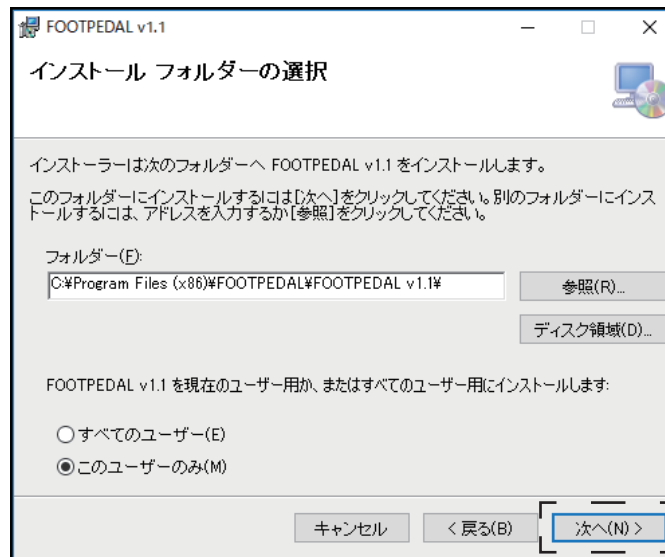 FOOTPEDAL v1.1
インストール フォルダーの選択
インストーラーは次のフォルダーへ FOOTPEDAL v1.1 をインストールします。
このフォルダーにインストールするには[次へ]をクリックしてください。別のフォルダーにインス
トールするには、アドレスを入力するか[参照]をクリックしてください。
フォルダー(F):
C:¥Program Files (x86)¥FOOTPEDAL¥FOOTPEDAL v1.1¥
参照(R)...
ディスク領域(D)...
FOOTPEDAL v1.1 を現在のユーザー用か、またはすべてのユーザー用にインストールします:
すべてのユーザー(E)
このユーザーのみ(M)
キャンセル
< 戻る(B)
次へ(N) >